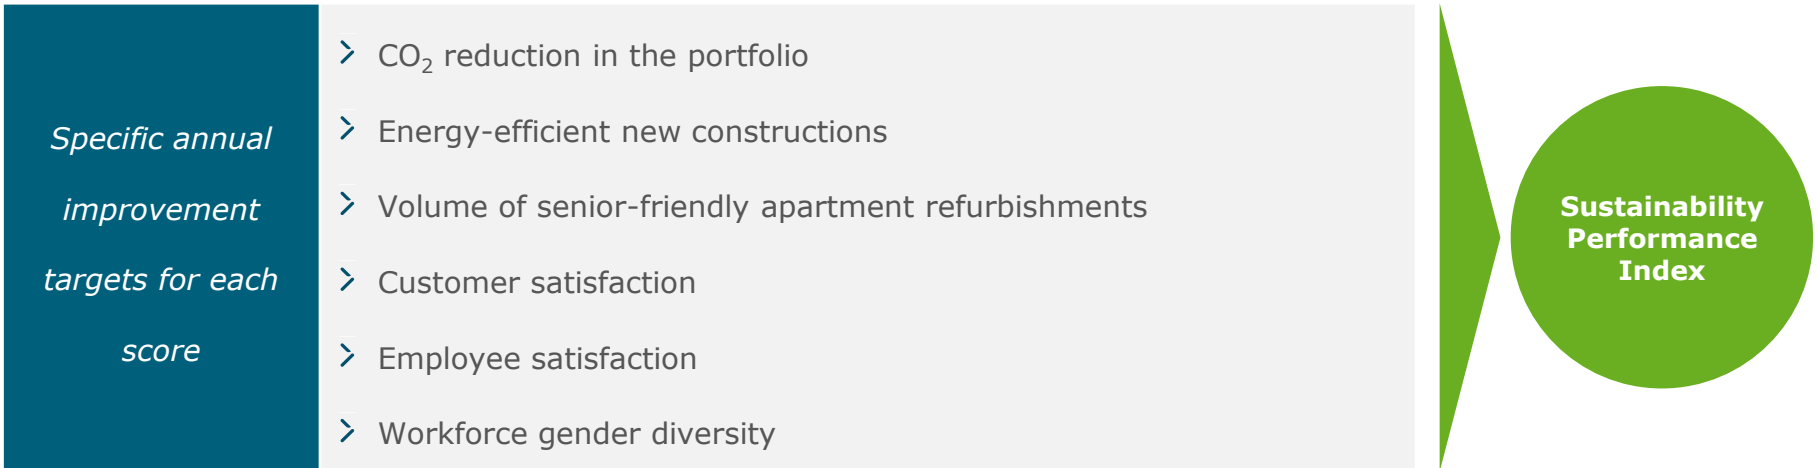 Specific annual
improvement
targets for each
score
CO₂ reduction in the portfolio
Energy-efficient new constructions
Volume of senior-friendly apartment refurbishments
Customer satisfaction
Employee satisfaction
Workforce gender diversity
Sustainability
Performance
Index